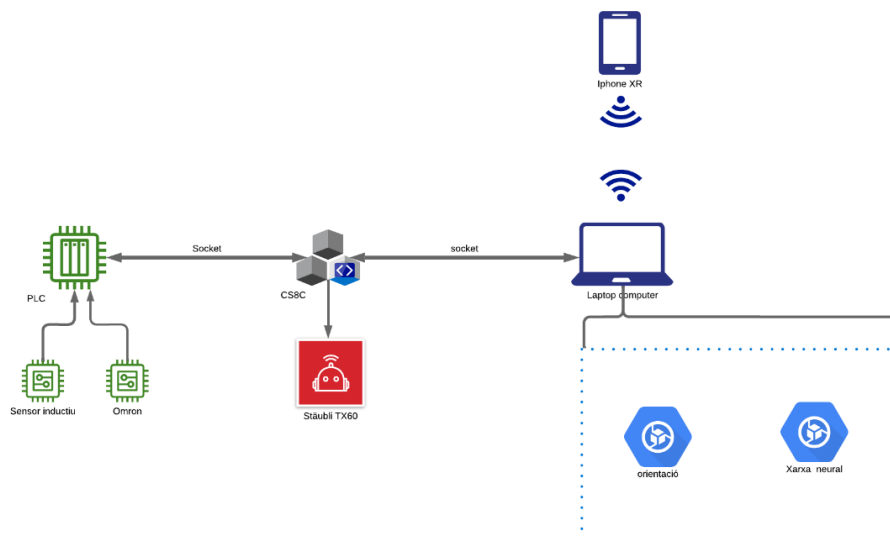 Iphone XR
Socket
socket
PLC
CS8C
Laptop computer
Sensor inductiu
Omron
Stäubli TX60
orientació
Xarxa neural